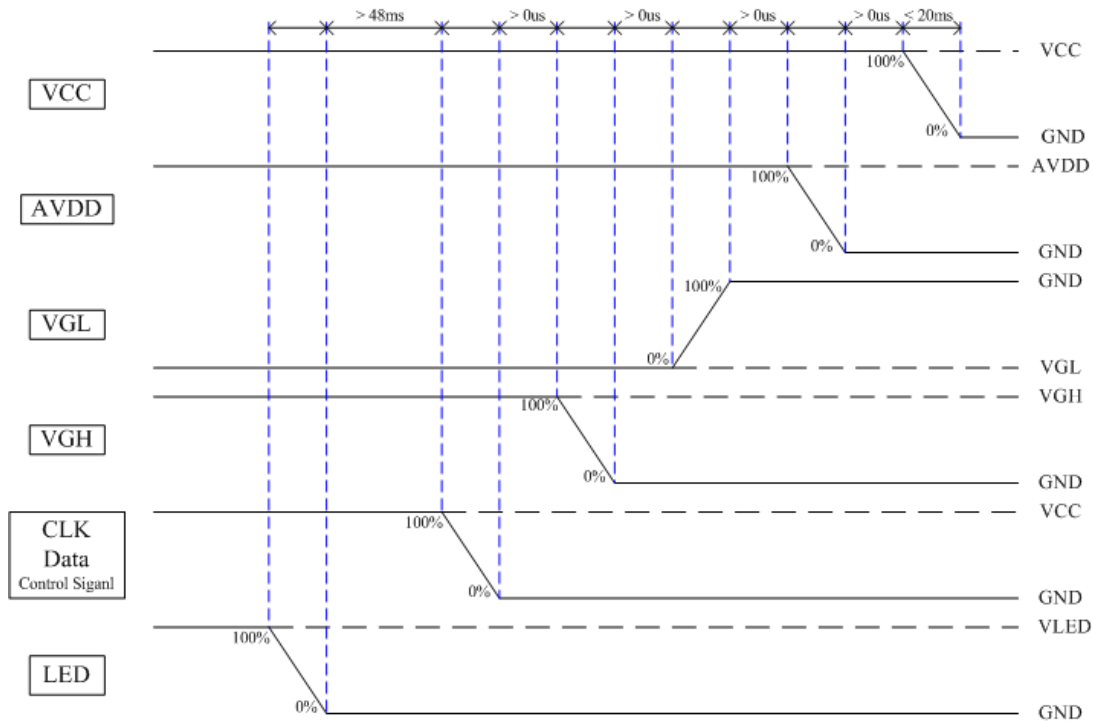 > 48ms > 0us > 0us > 0us > 0us < 20ms
VCC
100%
VCC
0%
GND
AVDD
100%
AVDD
0%
GND
GND
100%
VGL
0%
VGL
VGH
100%
VGH
0%
GND
VCC
100%
CLK
Data
Control Siganl
0%
GND
VLED
100%
LED
0%
GND